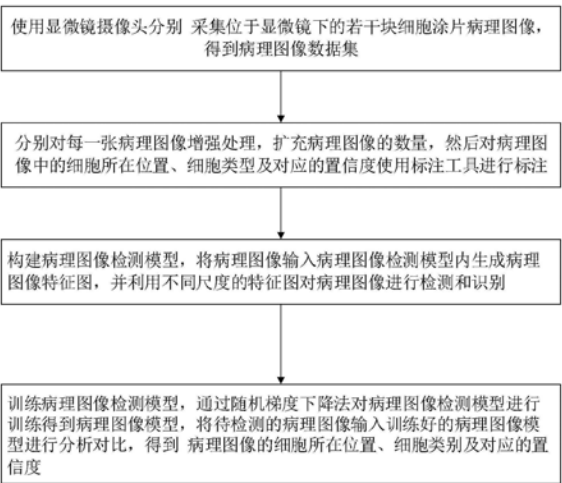 使用显微镜摄像头分别 采集位于显微镜下的若干块细胞涂片病理图像，
得到病理图像数据集
分别对每一张病理图像增强处理，扩充病理图像的数量，然后对病理图
像中的细胞所在位置、细胞类型及对应的置信度使用标注工具进行标注
构建病理图像检测模型，将病理图像输入病理图像检测模型内生成病理
图像特征图，并利用不同尺度的特征图对病理图像进行检测和识别
训练病理图像检测模型，通过随机梯度下降法对病理图像检测模型进行
训练得到病理图像模型，将待检测的病理图像输入训练好的病理图像模
型进行分析对比，得到 病理图像的细胞所在位置、细胞类别及对应的置
信度